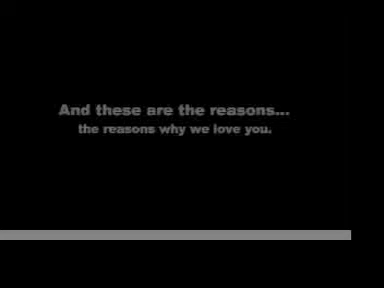 And these are the reasons...
the reasons why we love you.